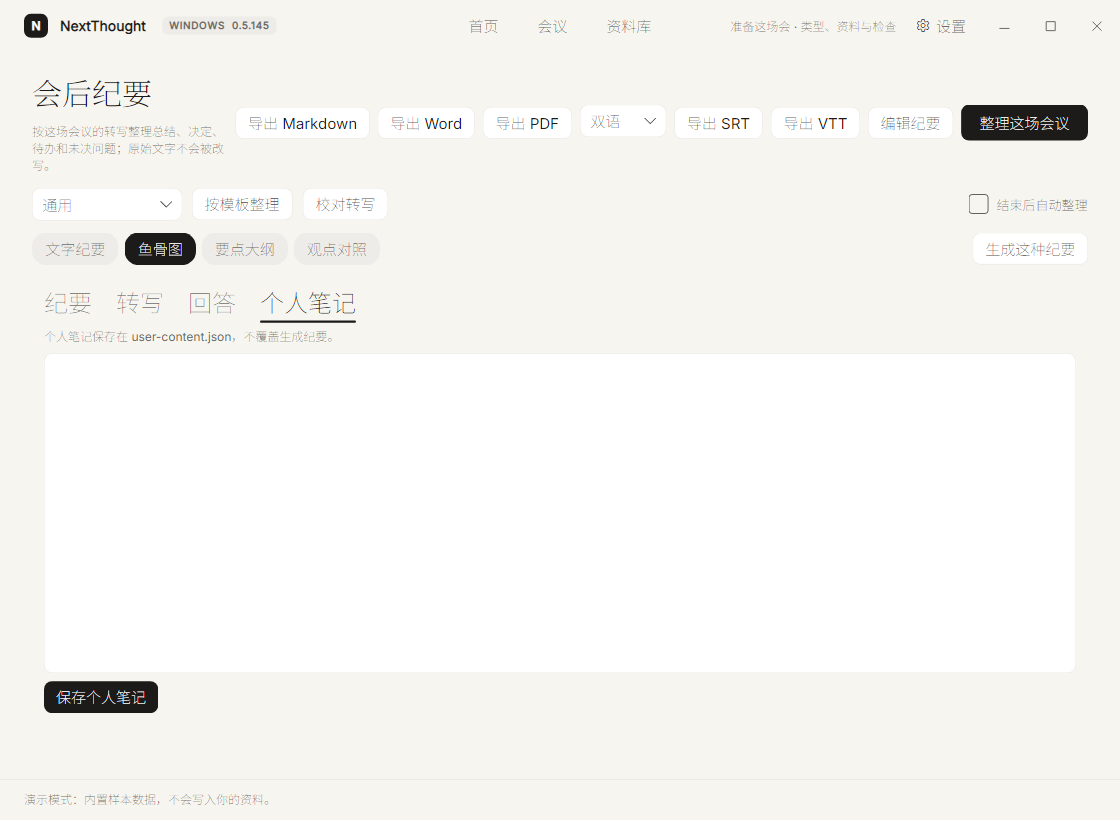 N NextThought WINDOWS 0.5.145 首页 会议 资料库 准备这场会 · 类型、资料与检查 设置
会后纪要
按这场会议的转写整理总结、决定、
待办和未决问题；原始文字不会被改
写。
导出 Markdown 导出 Word 导出 PDF 双语 导出 SRT 导出 VTT 编辑纪要 整理这场会议
通用 按模板整理 校对转写 结束后自动整理
文字纪要 鱼骨图 要点大纲 观点对照 生成这种纪要
纪要 转写 回答 个人笔记
个人笔记保存在 user-content.json，不覆盖生成纪要。
保存个人笔记
演示模式：内置样本数据，不会写入你的资料。